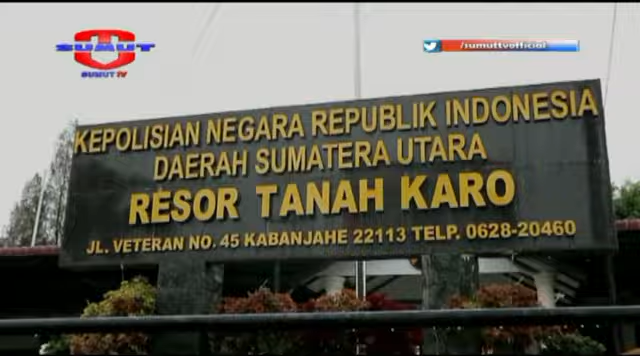 SUMUT
SUMUT TV
/sumuttvofficial
KEPOLISIAN NEGARA REPUBLIK INDONESIA
DAERAH SUMATERA UTARA
RESOR TANAH KARO
JL. VETERAN NO. 45 KABANJAHE 22113 TELP. 0628-20460